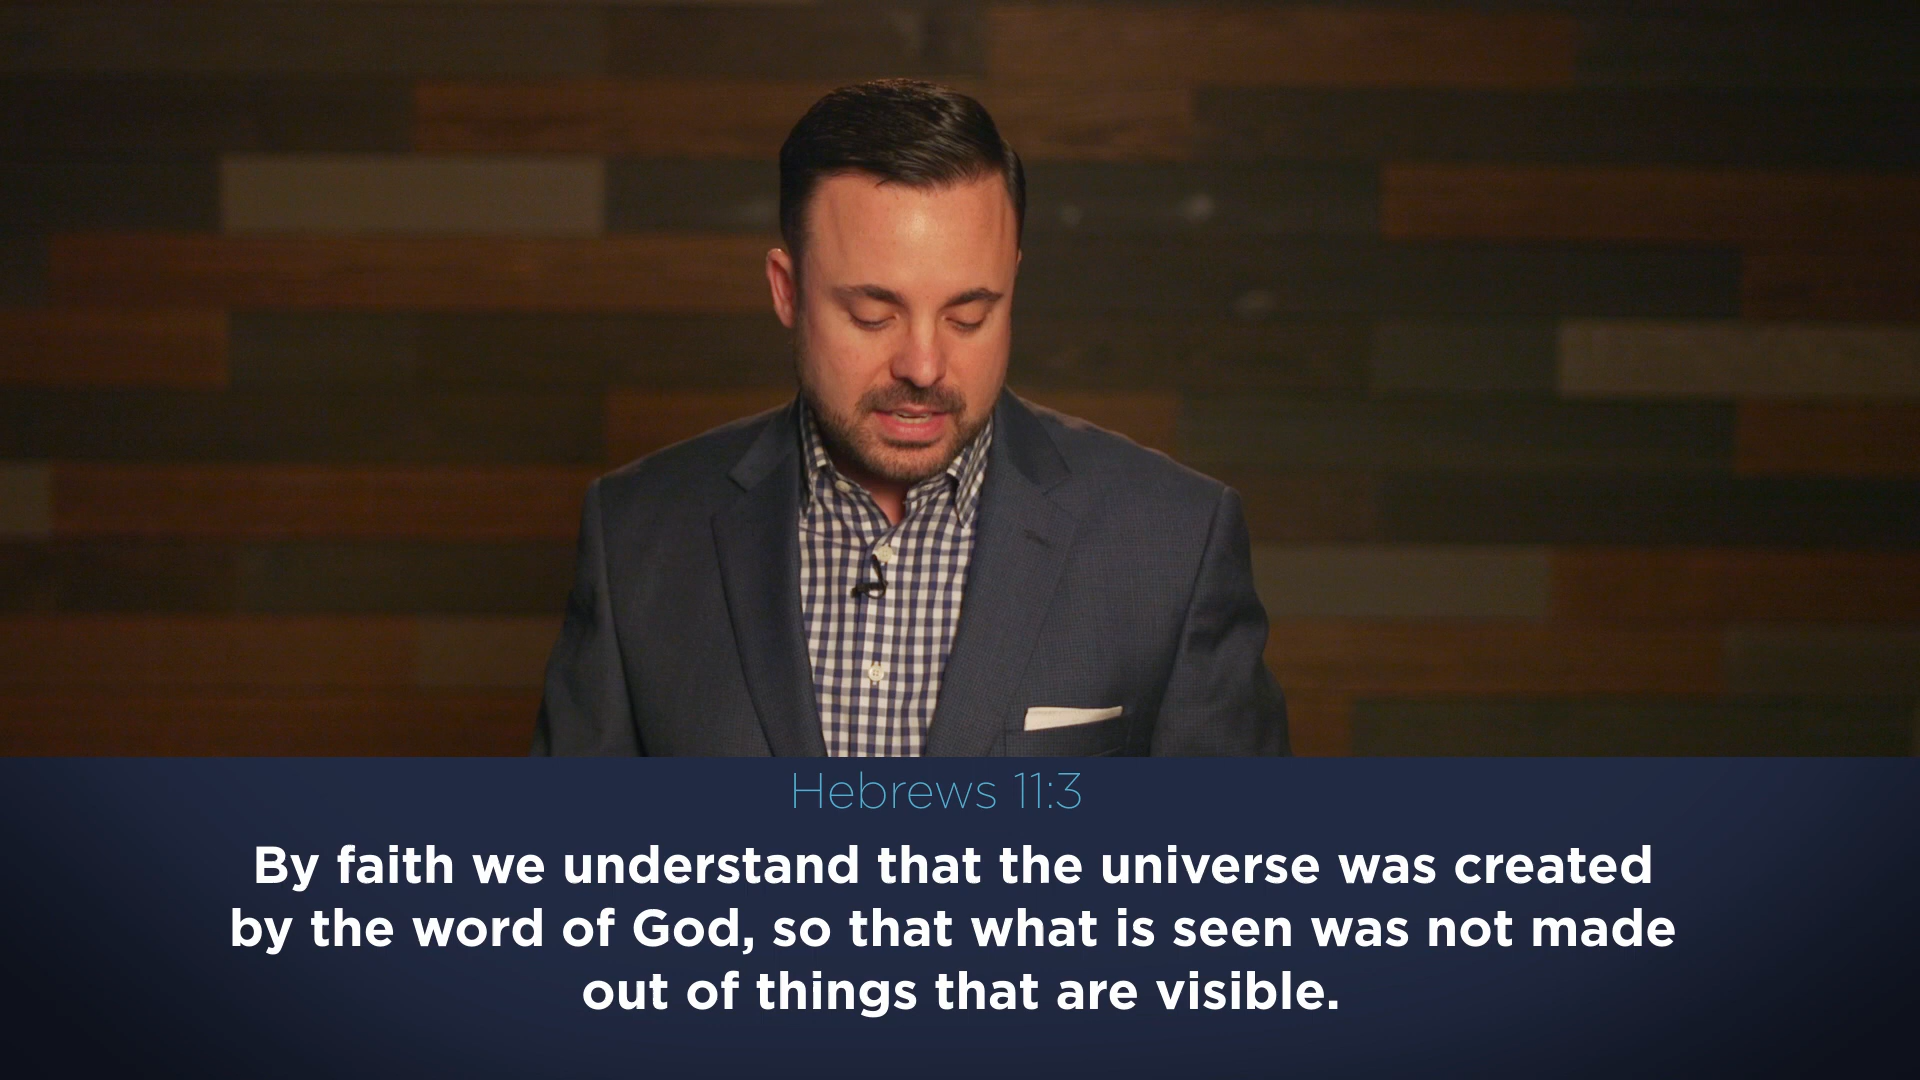 Hebrews 11:3
By faith we understand that the universe was created
by the word of God, so that what is seen was not made
out of things that are visible.